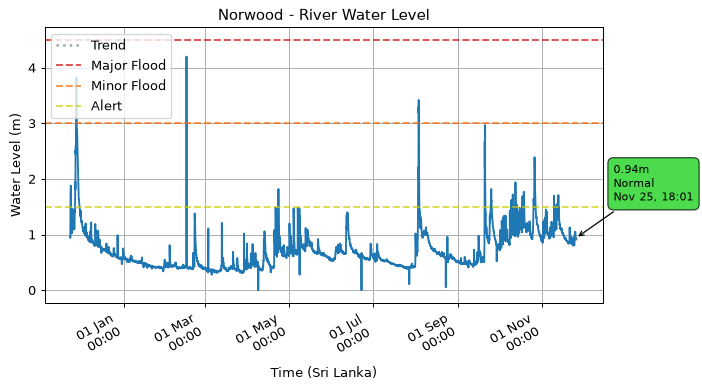 Norwood - River Water Level
Trend
Major Flood
Minor Flood
Alert
Water Level (m)
4
3
2
1
0
0.94m
Normal
Nov 25, 18:01
01 Jan
00:00
01 Mar
00:00
01 May
00:00
01 Jul
00:00
01 Sep
00:00
01 Nov
00:00
Time (Sri Lanka)